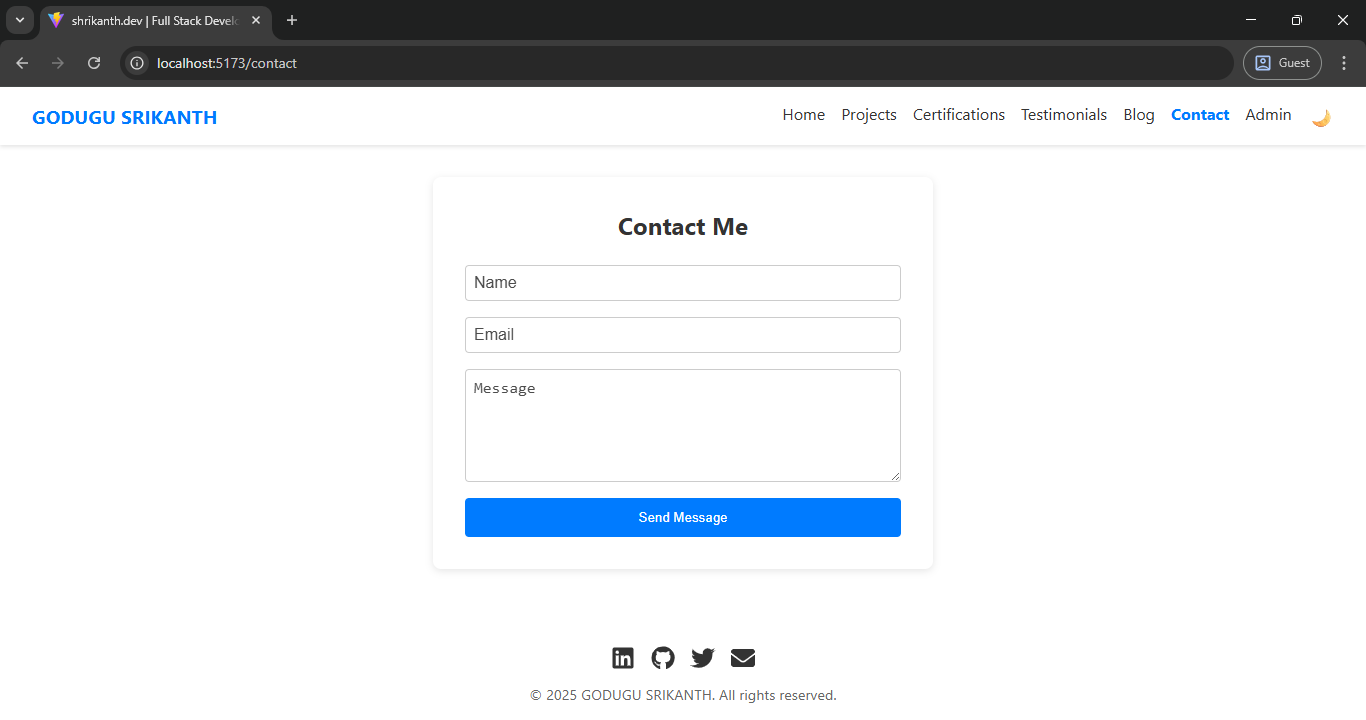 shrikanth.dev | Full Stack Develo
localhost:5173/contact
Guest
GODUGU SRIKANTH
Home Projects Certifications Testimonials Blog Contact Admin
Contact Me
Name
Email
Message
Send Message
© 2025 GODUGU SRIKANTH. All rights reserved.